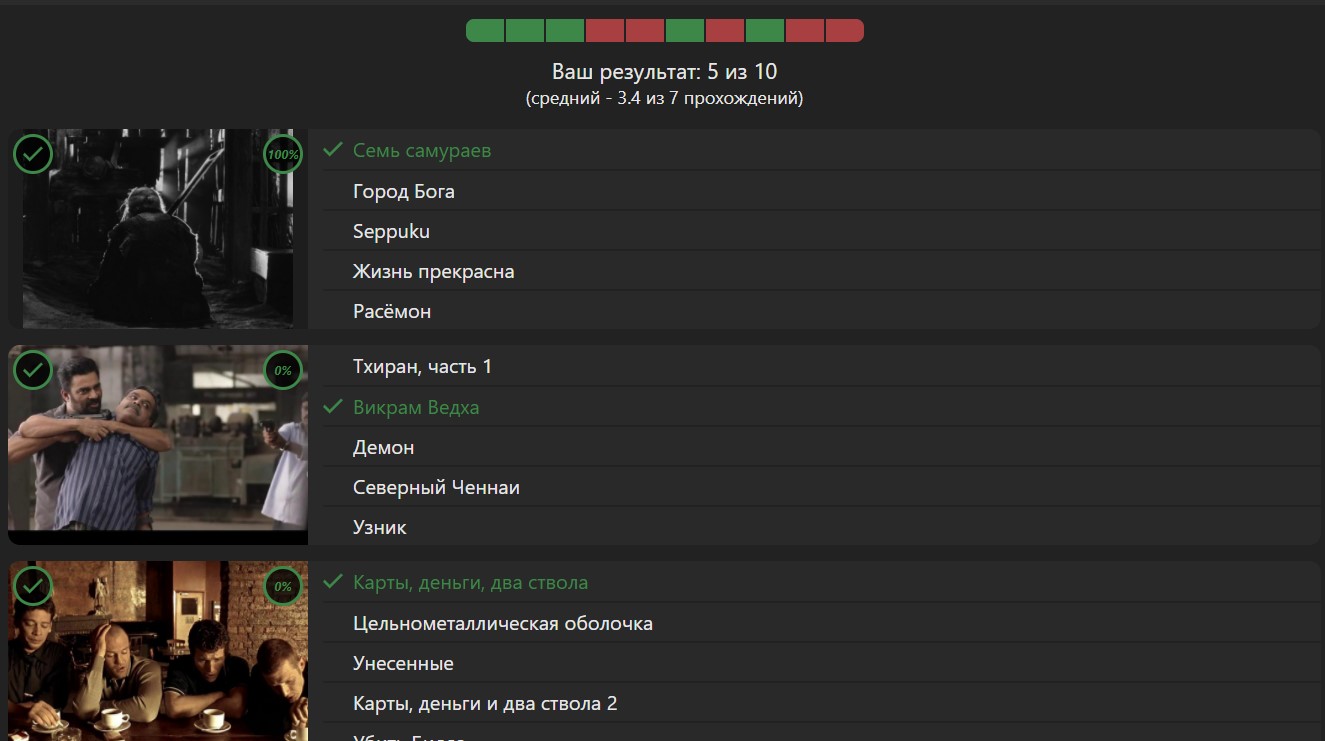 Ваш результат: 5 из 10
(средний - 3.4 из 7 прохождений)
100%
Семь самураев
Город Бога
Seppuku
Жизнь прекрасна
Расёмон
0%
Тхиран, часть 1
Викрам Ведха
Демон
Северный Ченнаи
Узник
0%
Карты, деньги, два ствола
Цельнометаллическая оболочка
Унесенные
Карты, деньги и два ствола 2